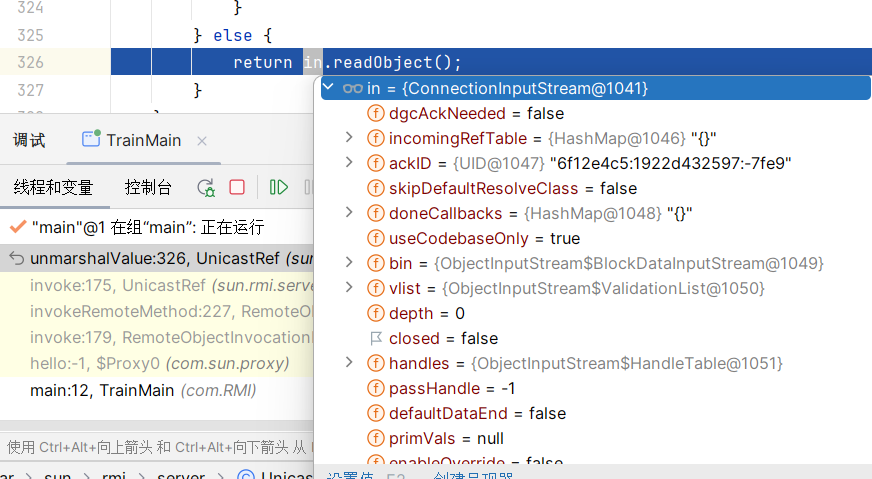 324 }
325 } else {
326 return in.readObject();
327 }
in = {ConnectionInputStream@1041}
dgcAckNeeded = false
incomingRefTable = {HashMap@1046} "{}"
ackID = {UID@1047} "6f12e4c5:1922d432597:-7fe9"
skipDefaultResolveClass = false
doneCallbacks = {HashMap@1048} "{}"
useCodebaseOnly = true
bin = {ObjectInputStream$BlockDataInputStream@1049}
vlist = {ObjectInputStream$ValidationList@1050}
depth = 0
closed = false
handles = {ObjectInputStream$HandleTable@1051}
passHandle = -1
defaultDataEnd = false
primVals = null
enableOverride = false
设置值 F2 创建呈现器
调试 TrainMain
线程和变量 控制台
"main"@1 在组“main”: 正在运行
unmarshalValue:326, UnicastRef (sun
invoke:175, UnicastRef (sun.rmi.serve
invokeRemoteMethod:227, RemoteOb
invoke:179, RemoteObjectInvocation
hello:-1, $Proxy0 (com.sun.proxy)
main:12, TrainMain (com.RMI)
使用 Ctrl+Alt+向上箭头 和 Ctrl+Alt+向下箭头 从
ar > sun > rmi > server > Unicas